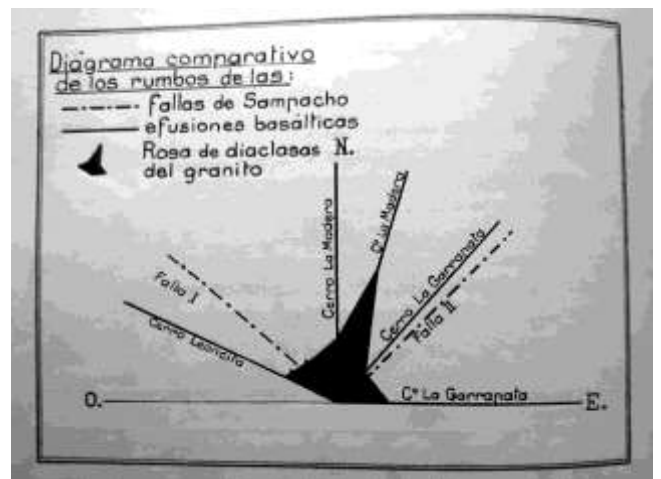 Diagrama comparativo
de los rumbos de las:
fallas de Sampacho
efusiones basálticas
Rosa de diaclasas
del granito
N.
Cerro La Madera
Cº La Madera
Cerro La Garrapata
Falla II
Falla I
Cerro Leoncita
O.
Cº La Garrapata
E.